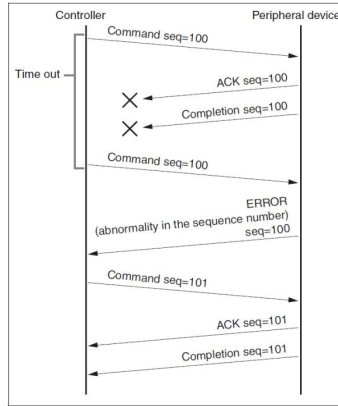 Controller
Peripheral device
Command seq=100
Time out
ACK seq=100
Completion seq=100
Command seq=100
ERROR
(abnormality in the sequence number)
seq=100
Command seq=101
ACK seq=101
Completion seq=101